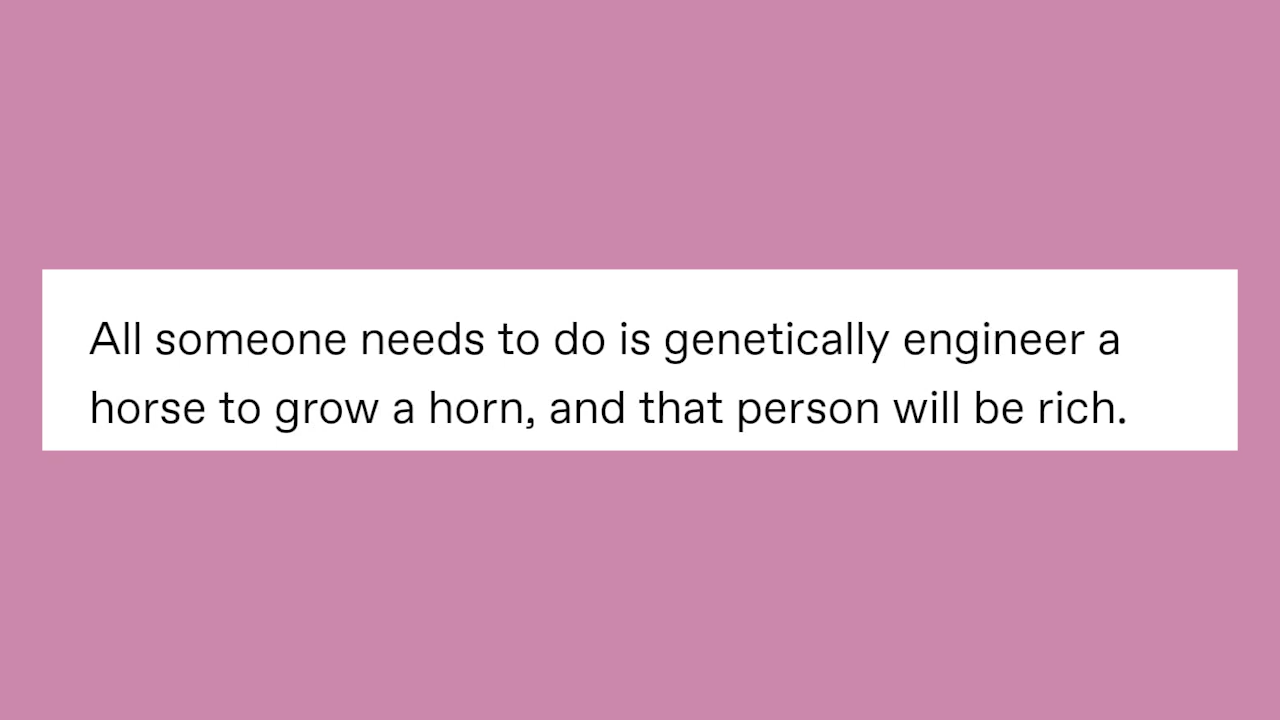 All someone needs to do is genetically engineer a
horse to grow a horn, and that person will be rich.